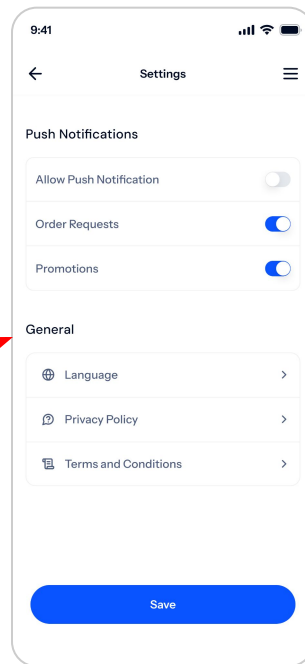 9:41
Settings
Push Notifications
Allow Push Notification
Order Requests
Promotions
General
Language
Privacy Policy
Terms and Conditions
Save